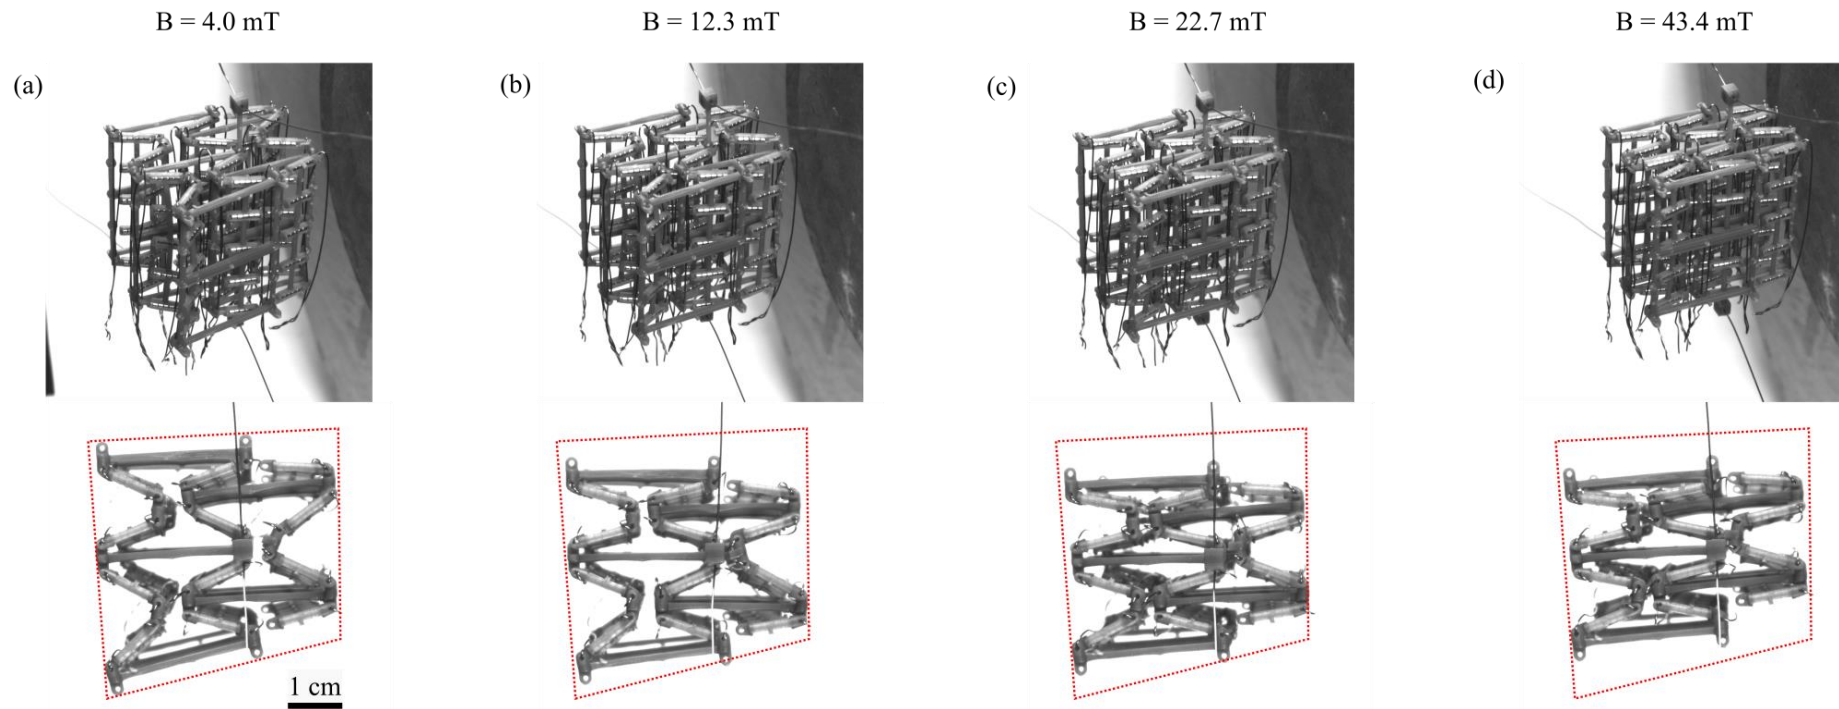 B = 4.0 mT
B = 12.3 mT
B = 22.7 mT
B = 43.4 mT
(a)
(b)
(c)
(d)
1 cm